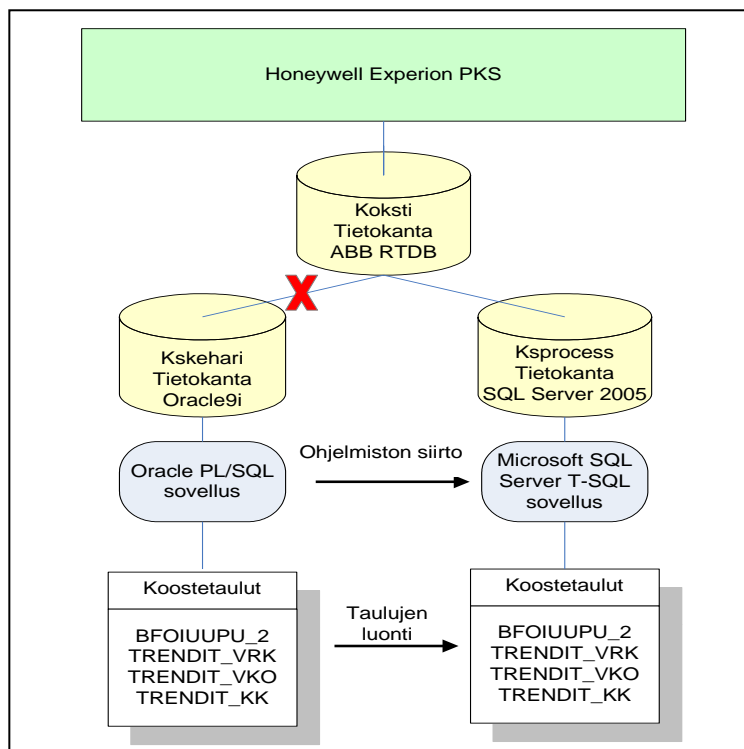 Honeywell Experion PKS
Koksti
Tietokanta
ABB RTDB
X
Kskehari
Tietokanta
Oracle9i
Ksprocess
Tietokanta
SQL Server 2005
Oracle PL/SQL
sovellus
Ohjelmiston siirto
Microsoft SQL
Server T-SQL
sovellus
Koostetaulut
BFOIUUPU_2
TRENDIT_VRK
TRENDIT_VKO
TRENDIT_KK
Taulujen
luonti
Koostetaulut
BFOIUUPU_2
TRENDIT_VRK
TRENDIT_VKO
TRENDIT_KK